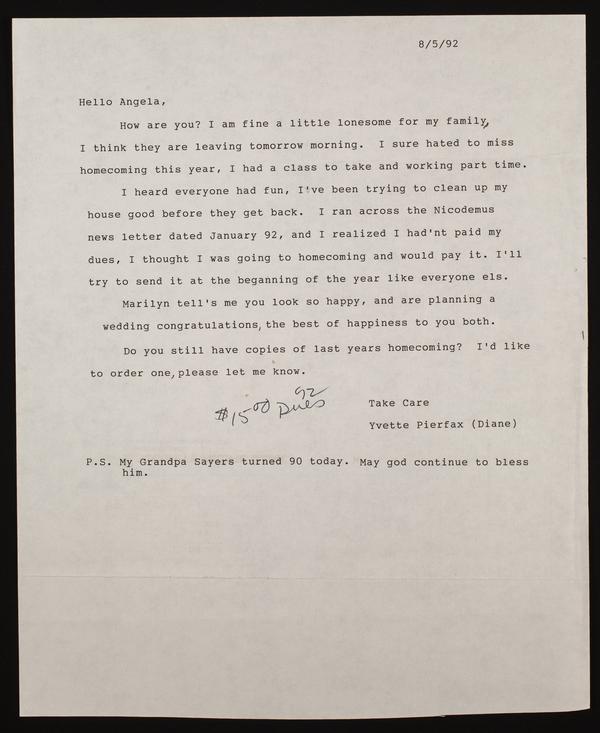 8/5/92
Hello Angela,
How are you? I am fine a little lonesome for my family,
I think they are leaving tomorrow morning. I sure hated to miss
homecoming this year, I had a class to take and working part time.
I heard everyone had fun, I've been trying to clean up my
house good before they get back. I ran across the Nicodemus
news letter dated January 92, and I realized I had'nt paid my
dues, I thought I was going to homecoming and would pay it. I'll
try to send it at the beganning of the year like everyone els.
Marilyn tell's me you look so happy, and are planning a
wedding congratulations, the best of happiness to you both.
Do you still have copies of last years homecoming? I'd like
to order one, please let me know.
92
$15.00 Dues
Take Care
Yvette Pierfax (Diane)
P.S. My Grandpa Sayers turned 90 today. May god continue to bless
him.